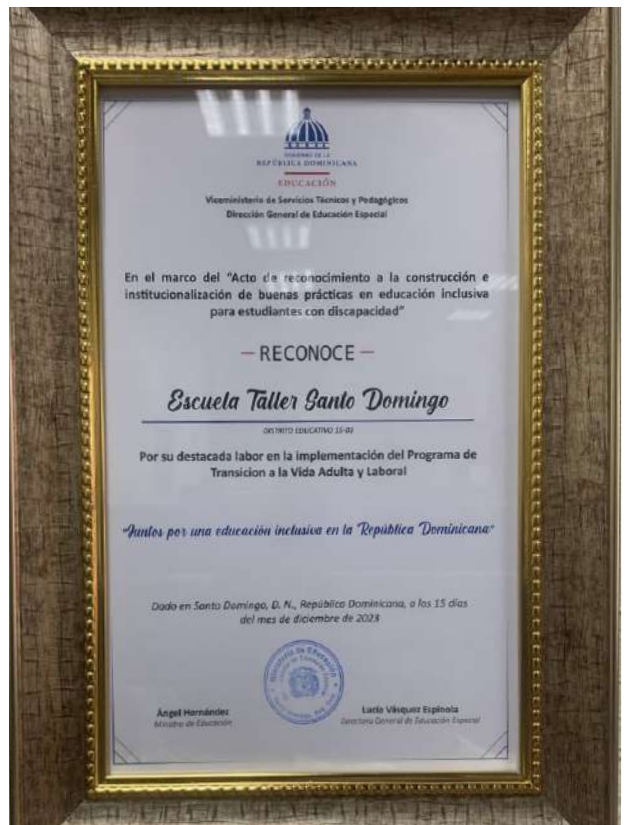 GOBIERNO DE LA
REPÚBLICA DOMINICANA
EDUCACIÓN
Viceministerio de Servicios Técnicos y Pedagógicos
Dirección General de Educación Especial
En el marco del "Acto de reconocimiento a la construcción e
institucionalización de buenas prácticas en educación inclusiva
para estudiantes con discapacidad"
RECONOCE
Escuela Taller Santo Domingo
DISTRITO EDUCATIVO 15-03
Por su destacada labor en la implementación del Programa de
Transicion a la Vida Adulta y Laboral
"Juntos por una educación inclusiva en la República Dominicana"
Dado en Santo Domingo, D. N., República Dominicana, a los 15 días
del mes de diciembre de 2023
Ministerio de Educación
Ángel Hernández
Ministro de Educación
Lucía Vásquez Espinola
Directora General de Educación Especial